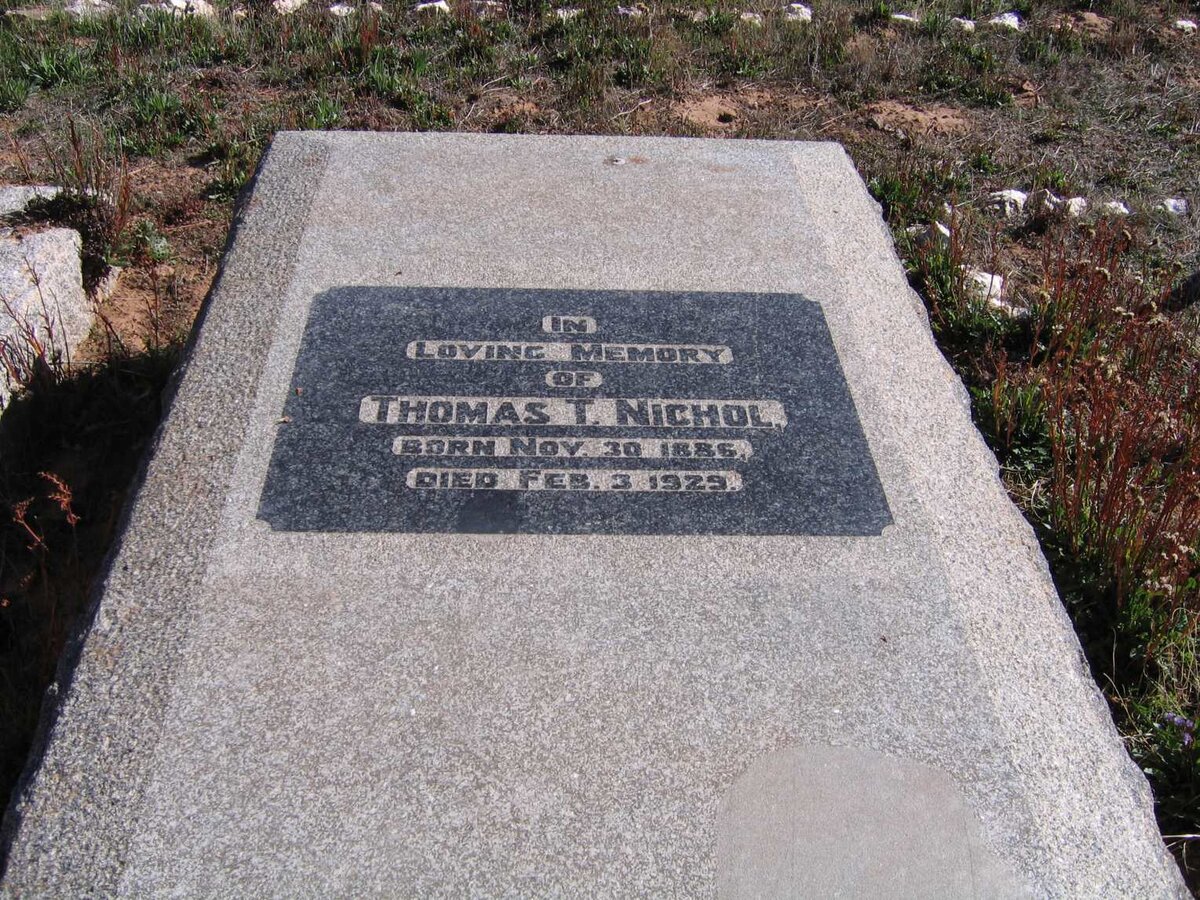 IN
LOVING MEMORY
OF
THOMAS T. NICHOL,
BORN NOV. 30 1886,
DIED FEB. 3 1929.